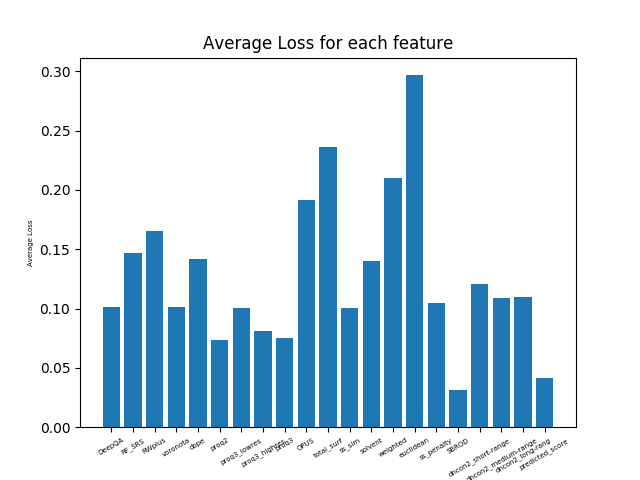 Average Loss for each feature
0.30
0.25
0.20
0.15
0.10
0.05
0.00
Average Loss
DeepQA
RF_SRS
RWplus
voronota
dope
proq2
proq3_lowres
proq3_highres
proq3
OPUS
total_surf
ss_sim
solvent
weighted
euclidean
ss_penalty
SBROD
dncon2_short-range
dncon2_medium-range
dncon2_long-rang
predicted_score